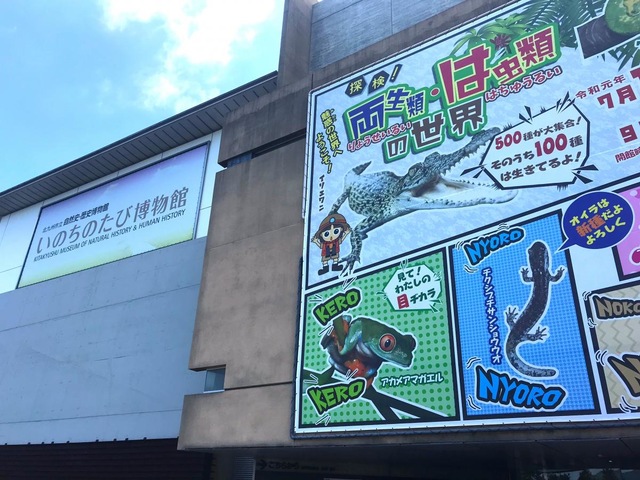 北九州市立 自然史・歴史博物館
いのちのたび博物館
KITAKYUSHU MUSEUM OF NATURAL HISTORY & HUMAN HISTORY
探検!
両生類・は虫類
りょうせいるい はちゅうるい
の世界
令和元年
7月
9
500種が大集合!
そのうち100種
は生きてるよ!
オイラは
新種だよ
よろしく
見て!
わたしの
目ヂカラ
KERO
KERO
アカメアマガエル
NYORO
チクシブチサンショウウオ
NYORO